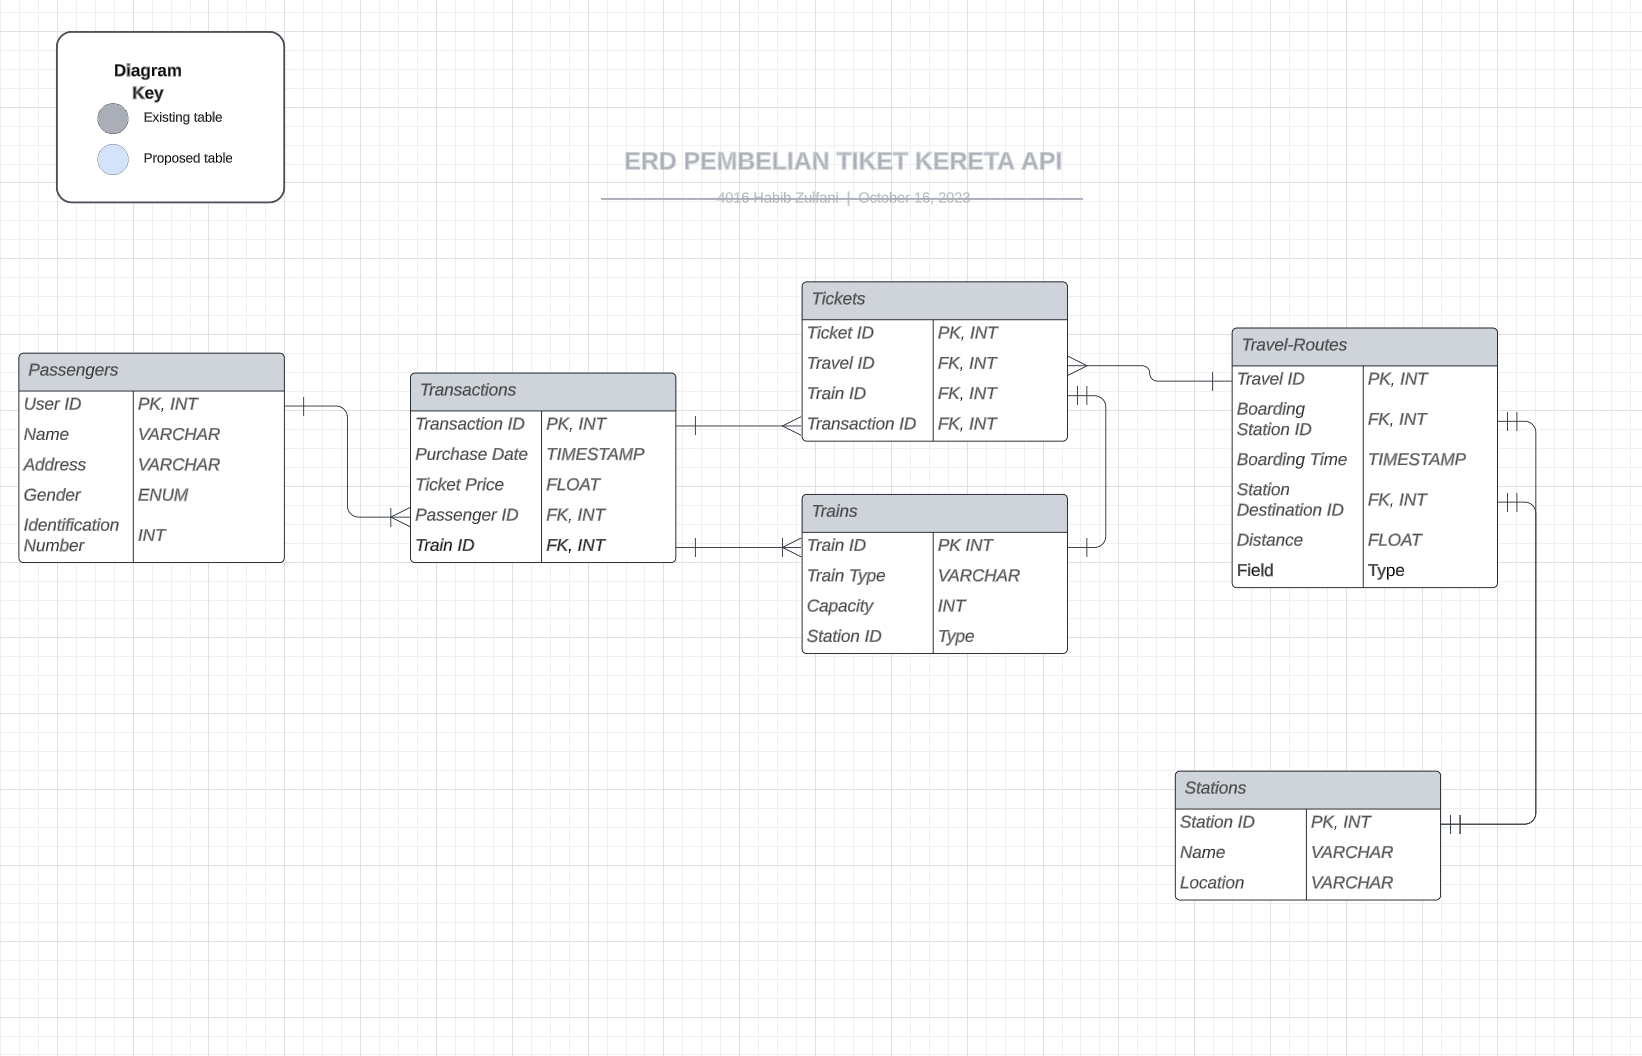 Diagram
Key
Existing table
Proposed table
ERD PEMBELIAN TIKET KERETA API
4016 Habib Zulfani | October 16, 2023
Passengers
User ID PK, INT
Name VARCHAR
Address VARCHAR
Gender ENUM
Identification
Number INT
Transactions
Transaction ID PK, INT
Purchase Date TIMESTAMP
Ticket Price FLOAT
Passenger ID FK, INT
Train ID FK, INT
Tickets
Ticket ID PK, INT
Travel ID FK, INT
Train ID FK, INT
Transaction ID FK, INT
Trains
Train ID PK INT
Train Type VARCHAR
Capacity INT
Station ID Type
Travel-Routes
Travel ID PK, INT
Boarding
Station ID FK, INT
Boarding Time TIMESTAMP
Station
Destination ID FK, INT
Distance FLOAT
Field Type
Stations
Station ID PK, INT
Name VARCHAR
Location VARCHAR